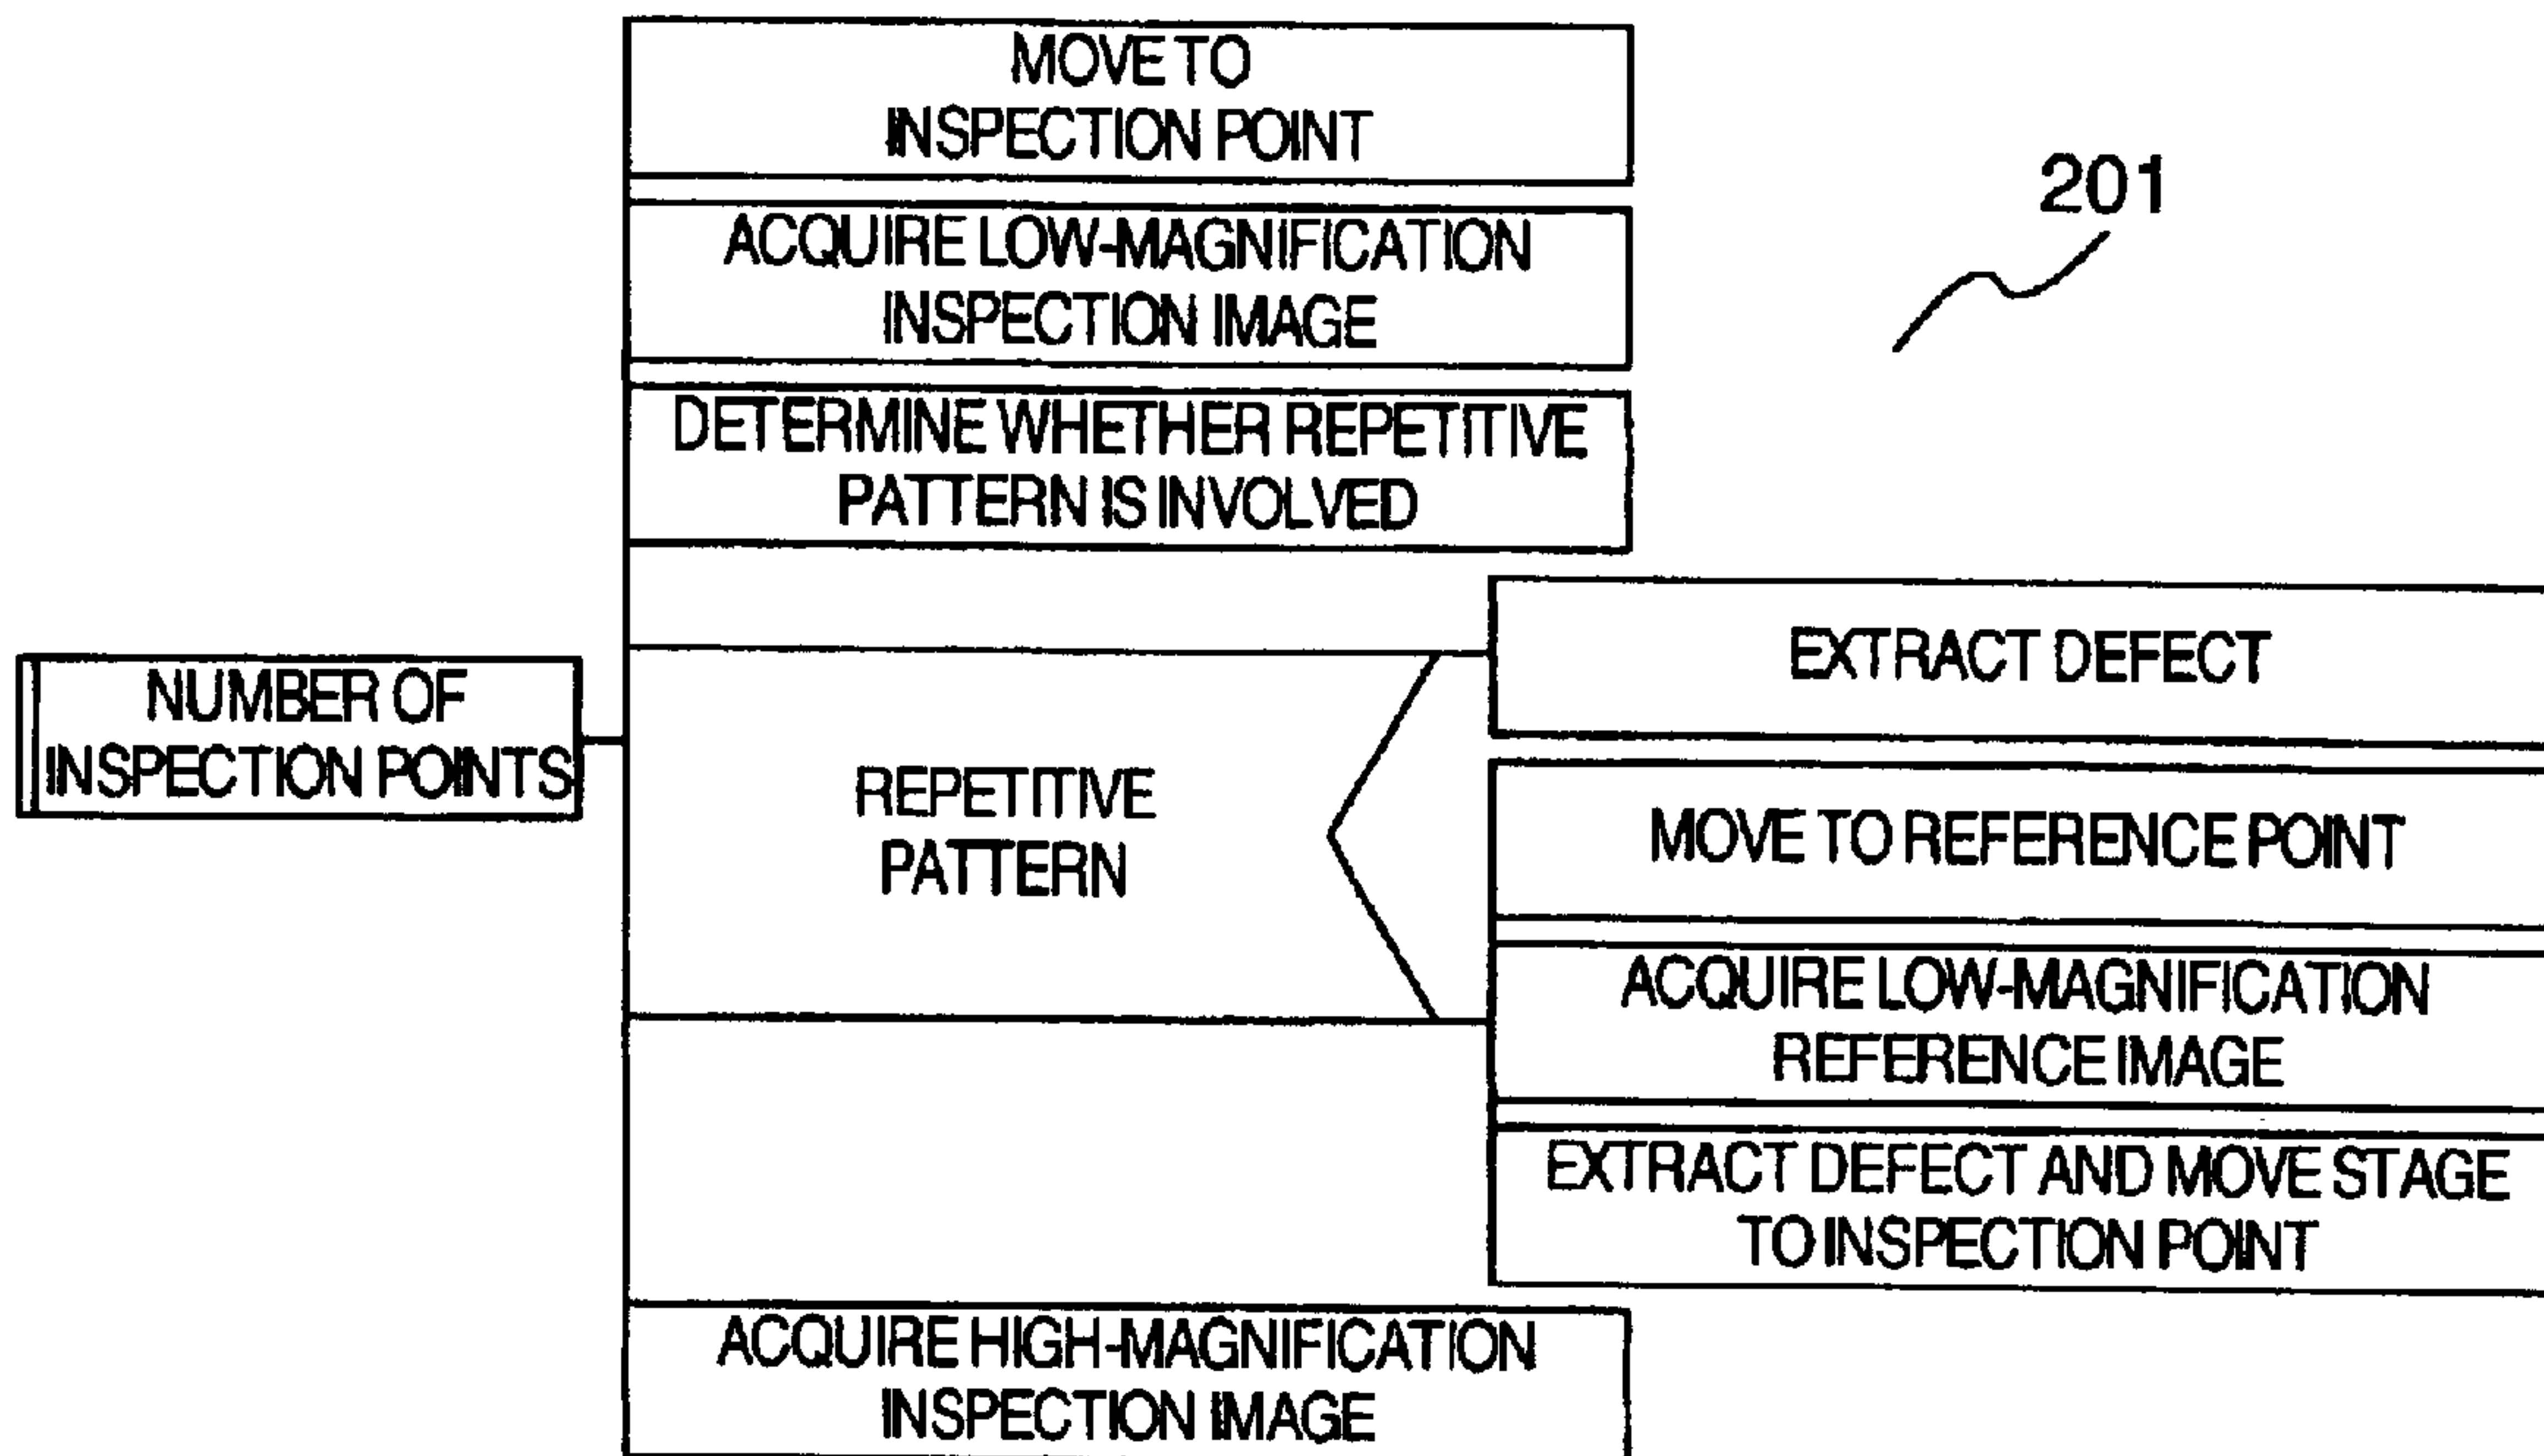 MOVE TO
INSPECTION POINT
201
ACQUIRE LOW-MAGNIFICATION
INSPECTION IMAGE
DETERMINE WHETHER REPETITIVE
PATTERN IS INVOLVED
NUMBER OF
INSPECTION POINTS
REPETITIVE
PATTERN
EXTRACT DEFECT
MOVE TO REFERENCE POINT
ACQUIRE LOW-MAGNIFICATION
REFERENCE IMAGE
EXTRACT DEFECT AND MOVE STAGE
TO INSPECTION POINT
ACQUIRE HIGH-MAGNIFICATION
INSPECTION IMAGE